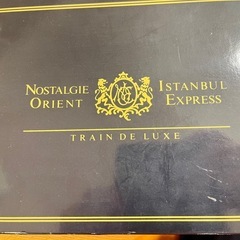 NOSTALGIE ISTANBUL
ORIENT EXPRESS
TRAIN DE LUXE